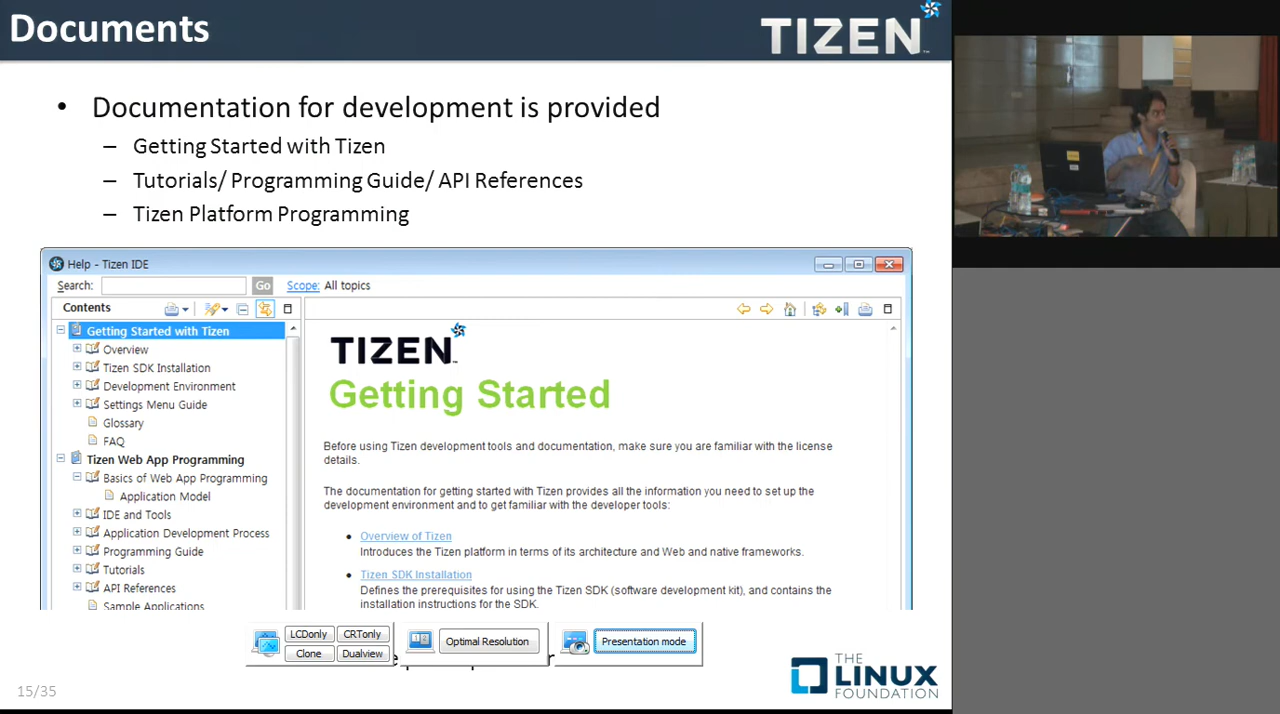 Documents
TIZEN™
• Documentation for development is provided
– Getting Started with Tizen
– Tutorials/ Programming Guide/ API References
– Tizen Platform Programming
Help - Tizen IDE
Search:
Go
Scope: All topics
Contents
Getting Started with Tizen
Overview
Tizen SDK Installation
Development Environment
Settings Menu Guide
Glossary
FAQ
Tizen Web App Programming
Basics of Web App Programming
Application Model
IDE and Tools
Application Development Process
Programming Guide
Tutorials
API References
Sample Applications
TIZEN™
Getting Started
Before using Tizen development tools and documentation, make sure you are familiar with the license
details.
The documentation for getting started with Tizen provides all the information you need to set up the
development environment and to get familiar with the developer tools:
• Overview of Tizen
Introduces the Tizen platform in terms of its architecture and Web and native frameworks.
• Tizen SDK Installation
Defines the prerequisites for using the Tizen SDK (software development kit), and contains the
installation instructions for the SDK.
LCDonly CRTonly
Clone Dualview
Optimal Resolution
Presentation mode
15/35
THE
LINUX
FOUNDATION